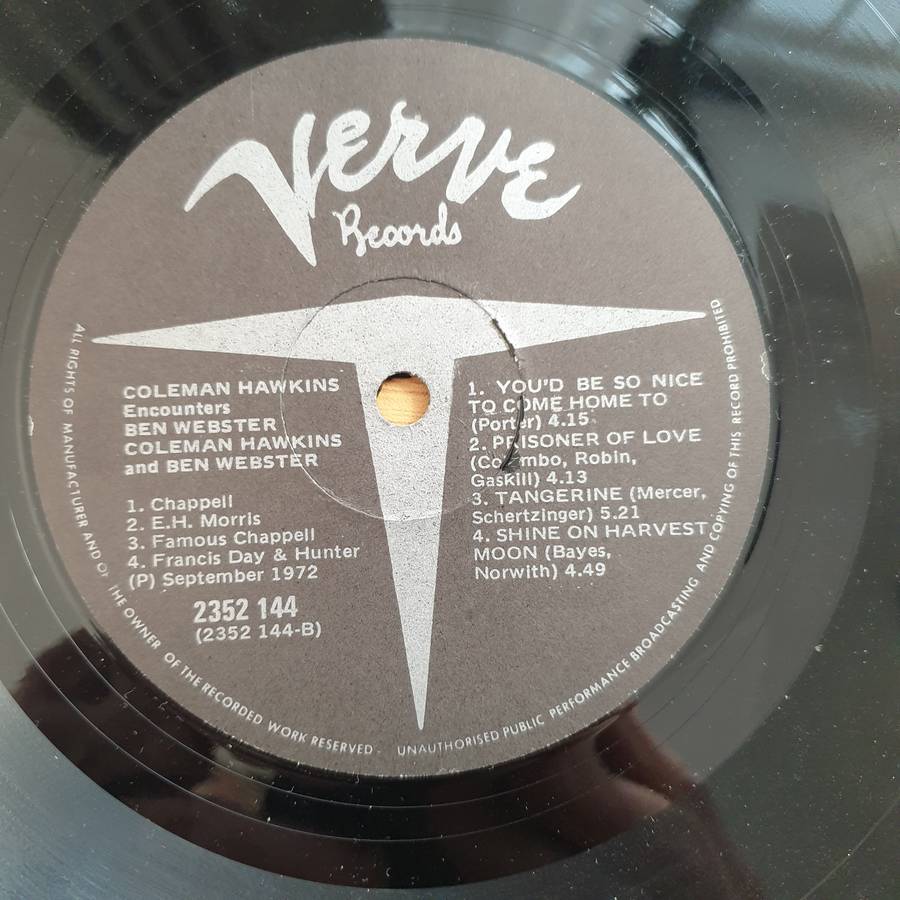 Verve
Records
COLEMAN HAWKINS
Encounters
BEN WEBSTER
COLEMAN HAWKINS
and BEN WEBSTER
1. Chappell
2. E.H. Morris
3. Famous Chappell
4. Francis Day & Hunter
(P) September 1972
2352 144
(2352 144-B)
1. YOU'D BE SO NICE
TO COME HOME TO
(Porter) 4.15
2. PRISONER OF LOVE
Robin,
Gaskill) 4.13
3. TANGERINE (Mercer,
Schertzinger) 5.21
4. SHINE ON HARVEST
MOON (Bayes,
Norwith) 4.49
ALL RIGHTS OF MANUFACTURER AND OF THE OWNER OF THE RECORDED WORK RESERVED · UNAUTHORISED PUBLIC PERFORMANCE BROADCASTING AND COPYING OF THIS RECORD PROHIBITED